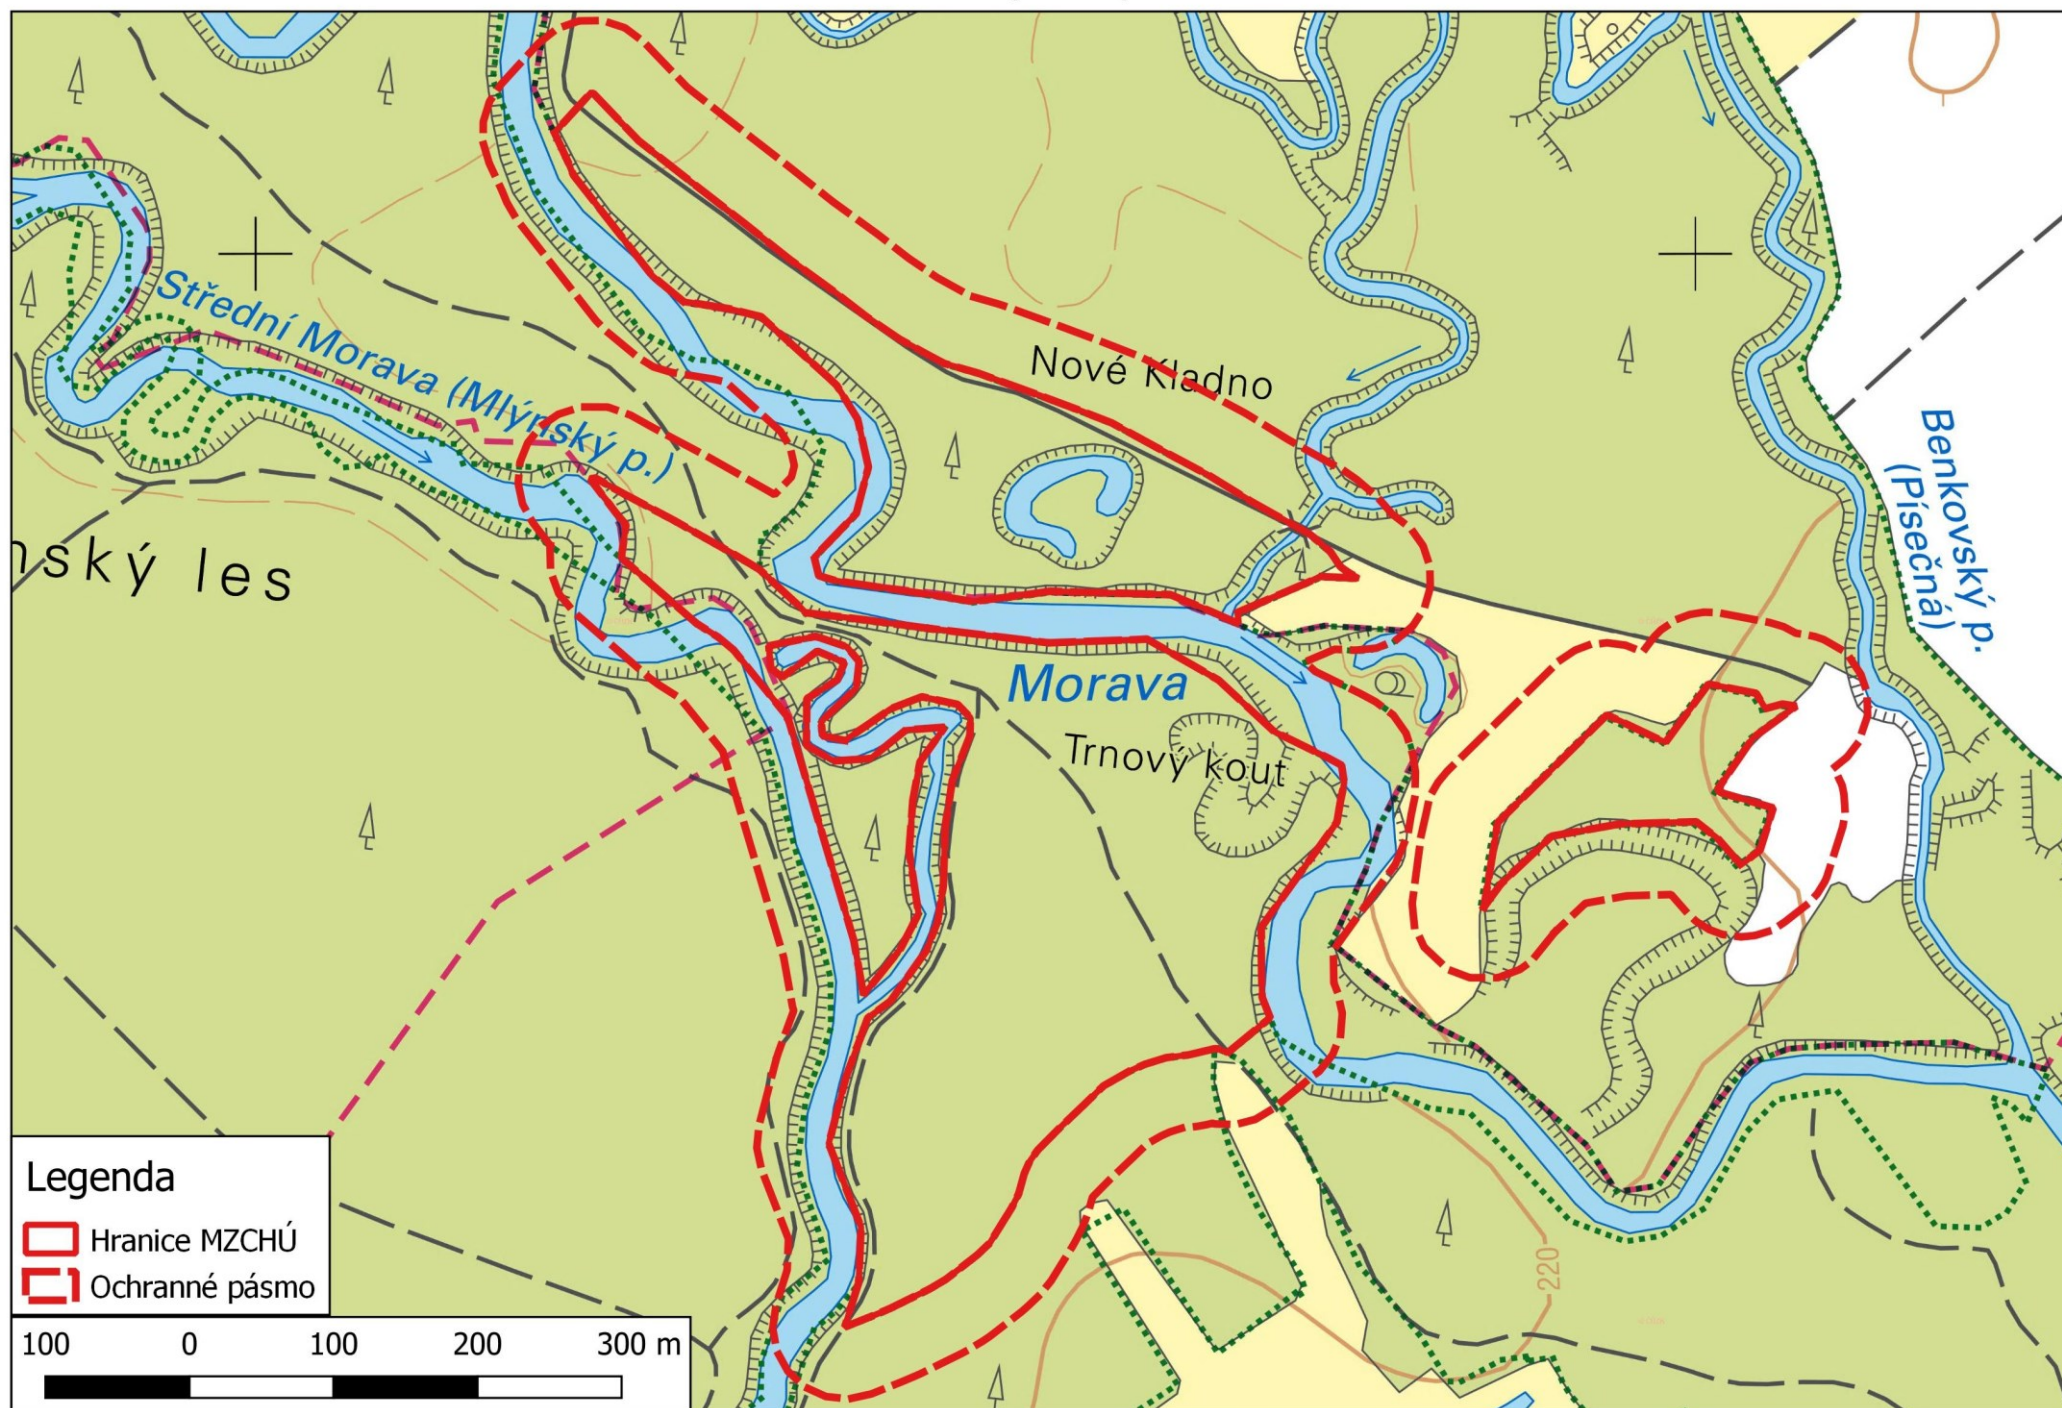 Střední Morava (Mlýnský p.)
Nové Kladno
Benkovský p.
(Písečná)
nský les
Morava
Trnový kout
220
Legenda
Hranice MZCHÚ
Ochranné pásmo
100 0 100 200 300 m